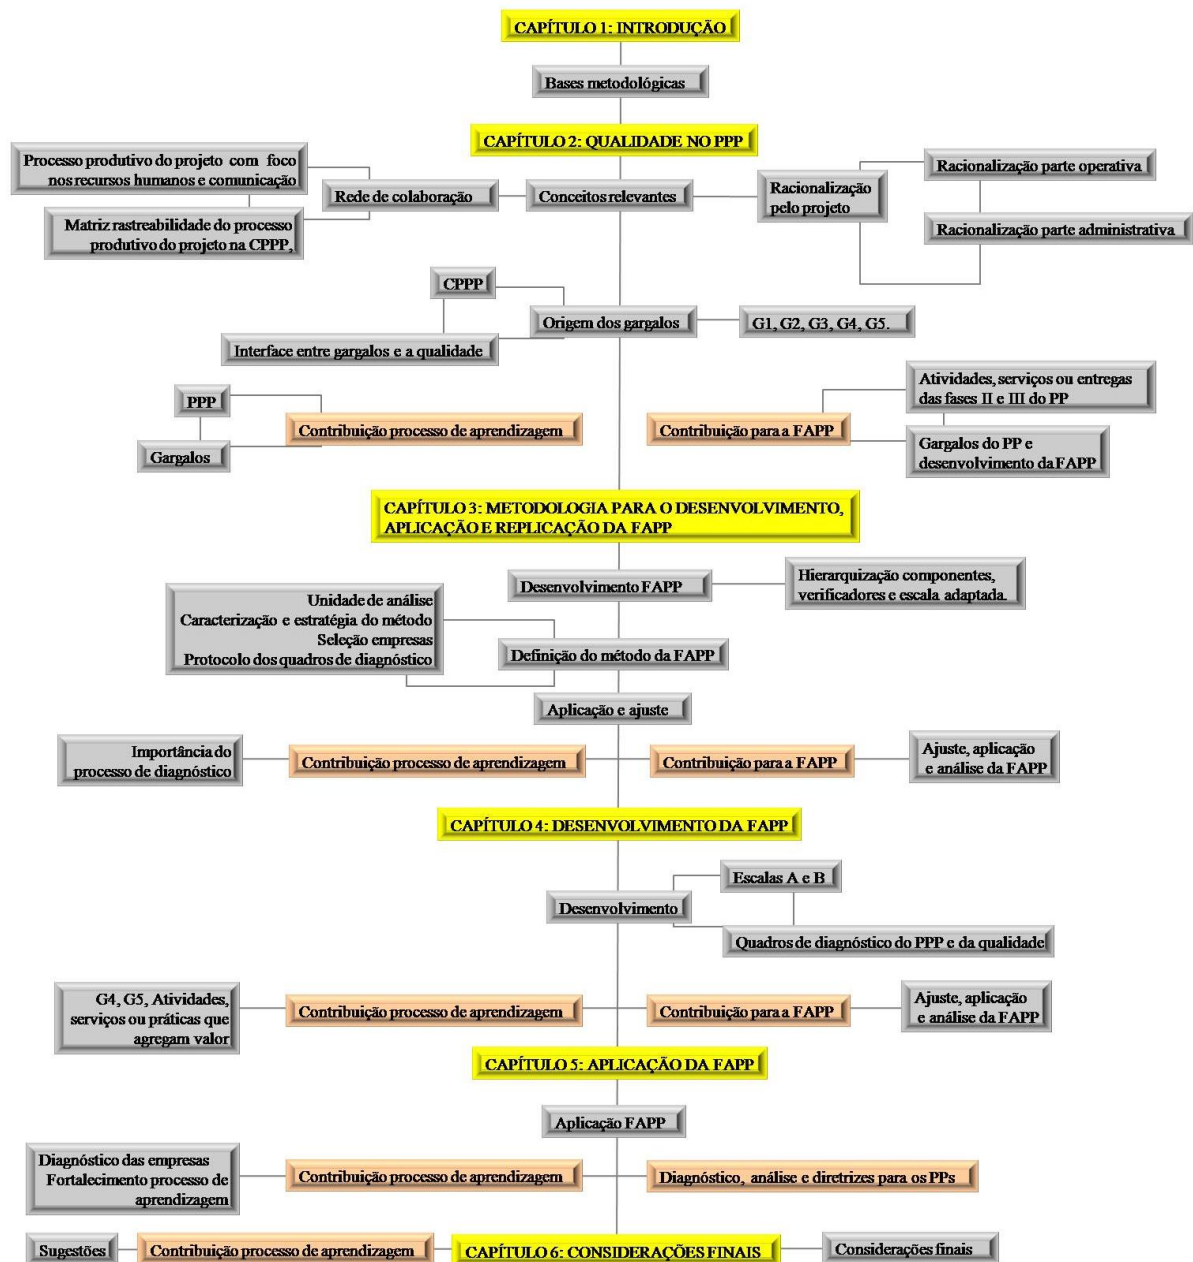 CAPÍTULO 1: INTRODUÇÃO
Bases metodológicas
CAPÍTULO 2: QUALIDADE NO PPP
Processo produtivo do projeto com foco
nos recursos humanos e comunicação
Matriz rastreabilidade do processo
produtivo do projeto na CPPP,
Rede de colaboração
Conceitos relevantes
Racionalização
pelo projeto
Racionalização parte operativa
Racionalização parte administrativa
CPPP
Interface entre gargalos e a qualidade
Origem dos gargalos
G1, G2, G3, G4, G5.
PPP
Gargalos
Contribuição processo de aprendizagem
Contribuição para a FAPP
Atividades, serviços ou entregas
das fases II e III do PP
Gargalos do PP e
desenvolvimento da FAPP
CAPÍTULO 3: METODOLOGIA PARA O DESENVOLVIMENTO,
APLICAÇÃO E REPLICAÇÃO DA FAPP
Desenvolvimento FAPP
Hierarquização componentes,
verificadores e escala adaptada.
Unidade de análise
Caracterização e estratégia do método
Seleção empresas
Protocolo dos quadros de diagnóstico
Definição do método da FAPP
Aplicação e ajuste
Importância do
processo de diagnóstico
Contribuição processo de aprendizagem
Contribuição para a FAPP
Ajuste, aplicação
e análise da FAPP
CAPÍTULO 4: DESENVOLVIMENTO DA FAPP
Escalas A e B
Desenvolvimento
Quadros de diagnóstico do PPP e da qualidade
G4, G5, Atividades,
serviços ou práticas que
agregam valor
Contribuição processo de aprendizagem
Contribuição para a FAPP
Ajuste, aplicação
e análise da FAPP
CAPÍTULO 5: APLICAÇÃO DA FAPP
Aplicação FAPP
Diagnóstico das empresas
Fortalecimento processo de
aprendizagem
Contribuição processo de aprendizagem
Diagnóstico, análise e diretrizes para os PPs
Sugestões
Contribuição processo de aprendizagem
CAPÍTULO 6: CONSIDERAÇÕES FINAIS
Considerações finais